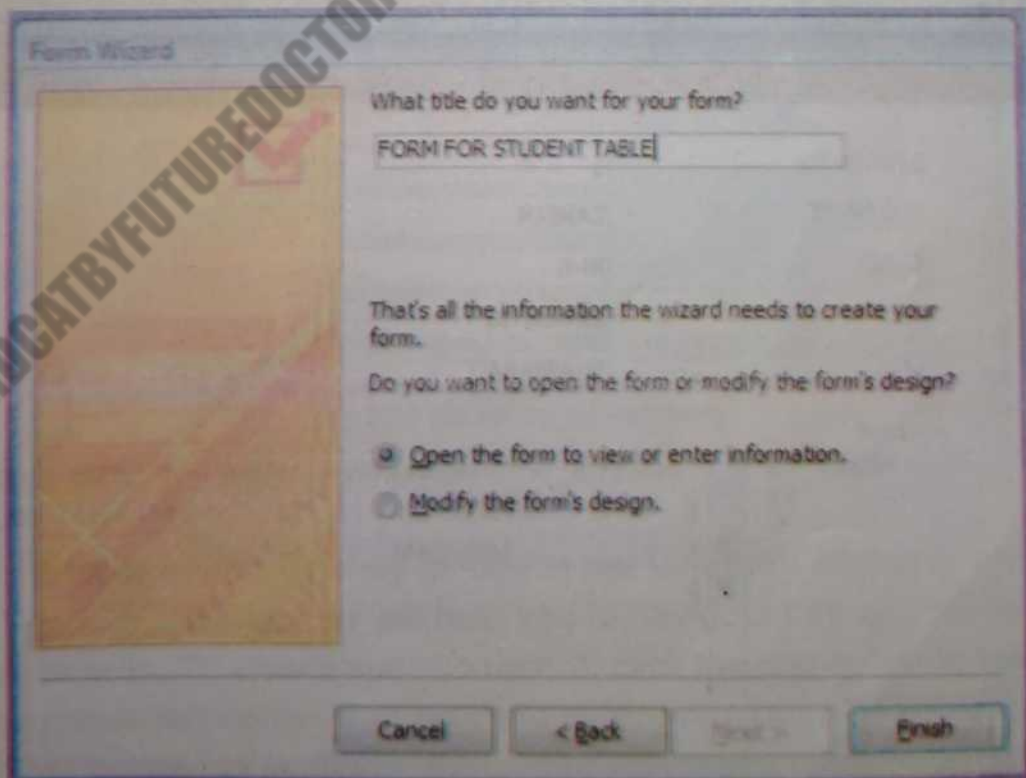 Form Wizard
What title do you want for your form?
FORM FOR STUDENT TABLE
That's all the information the wizard needs to create your
form.
Do you want to open the form or modify the form's design?
Open the form to view or enter information.
Modify the form's design.
Cancel
< Back
Next >
Finish